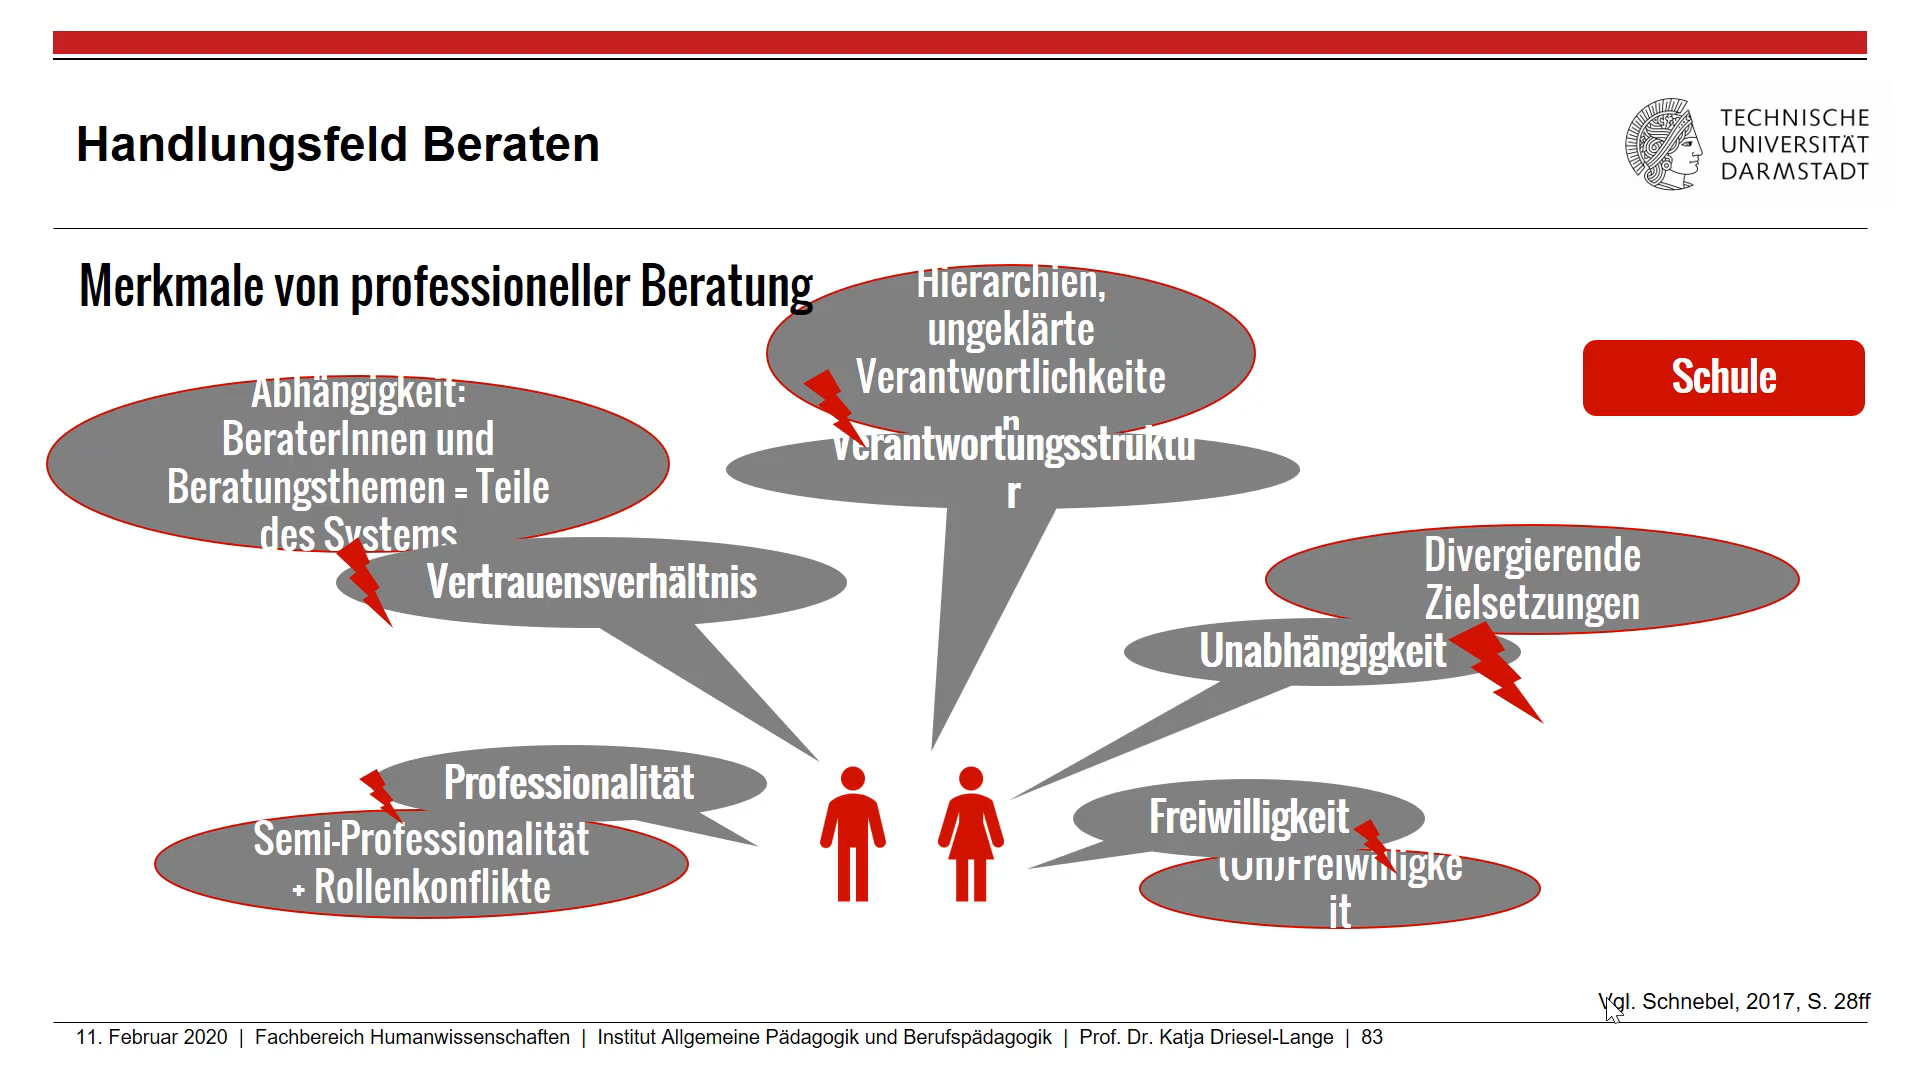 Handlungsfeld Beraten
TECHNISCHE
UNIVERSITÄT
DARMSTADT
Merkmale von professioneller Beratung
Hierarchien,
ungeklärte
Verantwortlichkeite
n
Schule
Abhängigkeit:
BeraterInnen und
Beratungsthemen = Teile
des Systems
Verantwortungsstruktu
r
Vertrauensverhältnis
Divergierende
Zielsetzungen
Unabhängigkeit
Professionalität
Semi-Professionalität
+ Rollenkonflikte
Freiwilligkeit
(Un)Freiwilligke
it
Vgl. Schnebel, 2017, S. 28ff
11. Februar 2020 | Fachbereich Humanwissenschaften | Institut Allgemeine Pädagogik und Berufspädagogik | Prof. Dr. Katja Driesel-Lange | 83